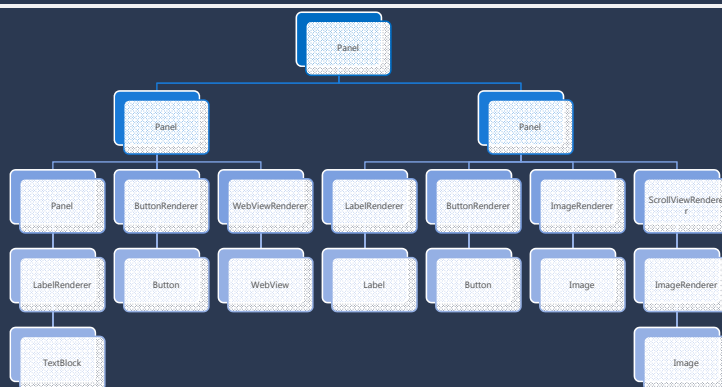 Panel
Panel
Panel
Panel
ButtonRenderer
WebViewRenderer
LabelRenderer
ButtonRenderer
ImageRenderer
ScrollViewRendere
r
LabelRenderer
Button
WebView
Label
Button
Image
ImageRenderer
TextBlock
Image